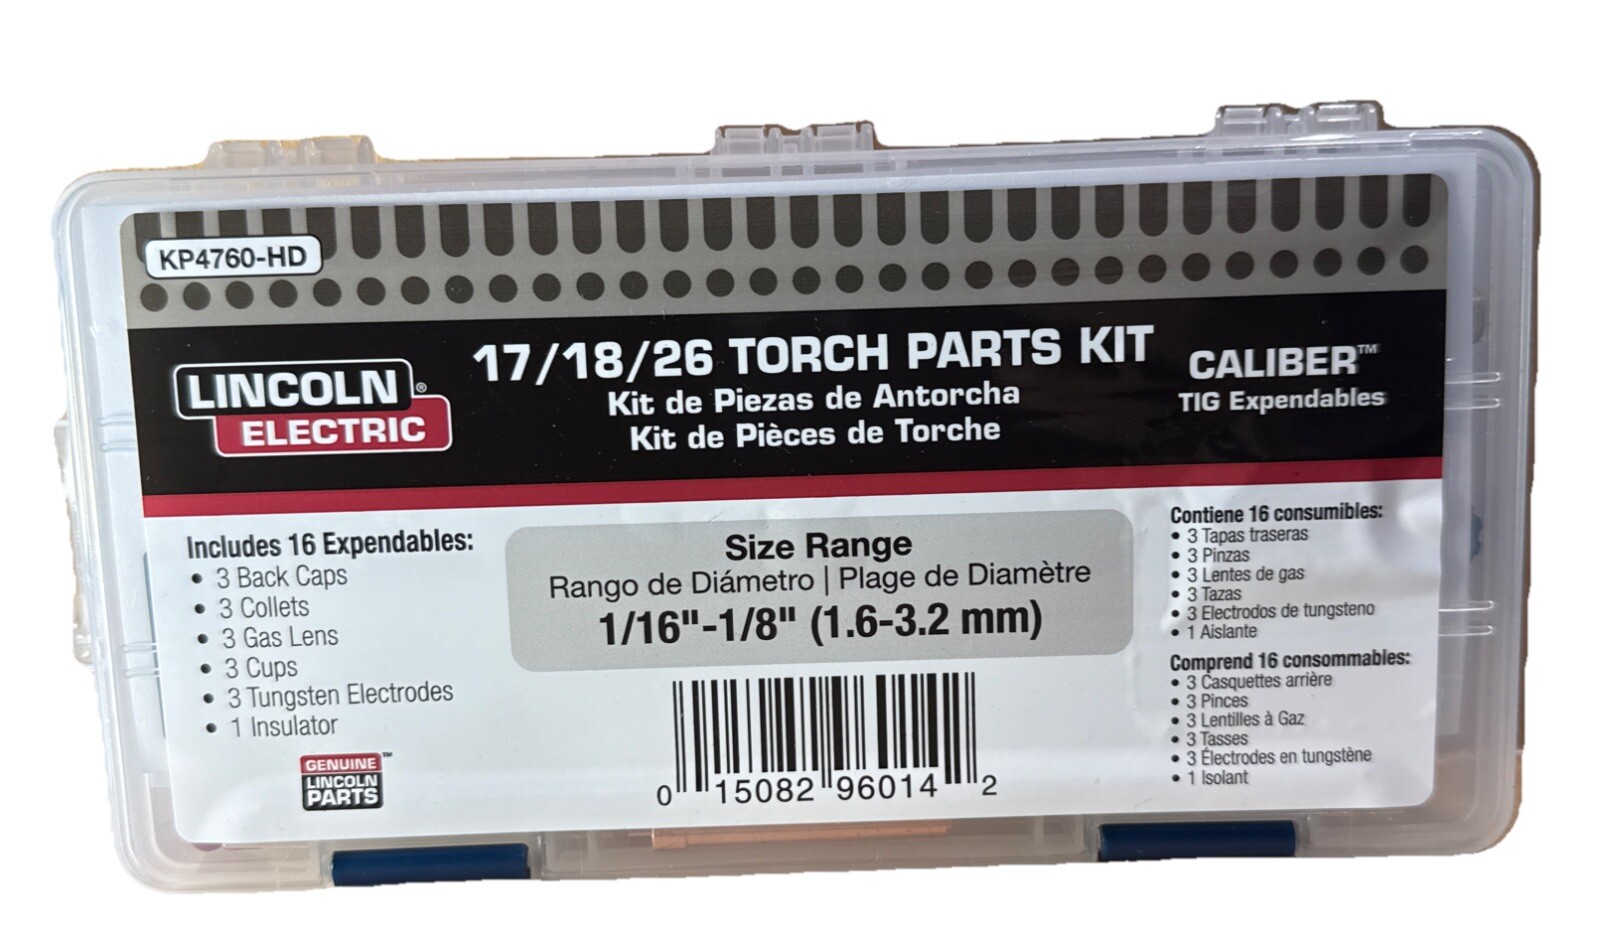 KP4760-HD
LINCOLN®
ELECTRIC
17/18/26 TORCH PARTS KIT
Kit de Piezas de Antorcha
Kit de Pièces de Torche
CALIBER™
TIG Expendables
Includes 16 Expendables:
• 3 Back Caps
• 3 Collets
• 3 Gas Lens
• 3 Cups
• 3 Tungsten Electrodes
• 1 Insulator
GENUINE™
LINCOLN
PARTS
Size Range
Rango de Diámetro | Plage de Diamètre
1/16"-1/8" (1.6-3.2 mm)
0 15082 96014 2
Contiene 16 consumibles:
• 3 Tapas traseras
• 3 Pinzas
• 3 Lentes de gas
• 3 Tazas
• 3 Electrodos de tungsteno
• 1 Aislante
Comprend 16 consommables:
• 3 Casquettes arrière
• 3 Pinces
• 3 Lentilles à Gaz
• 3 Tasses
• 3 Électrodes en tungstène
• 1 Isolant